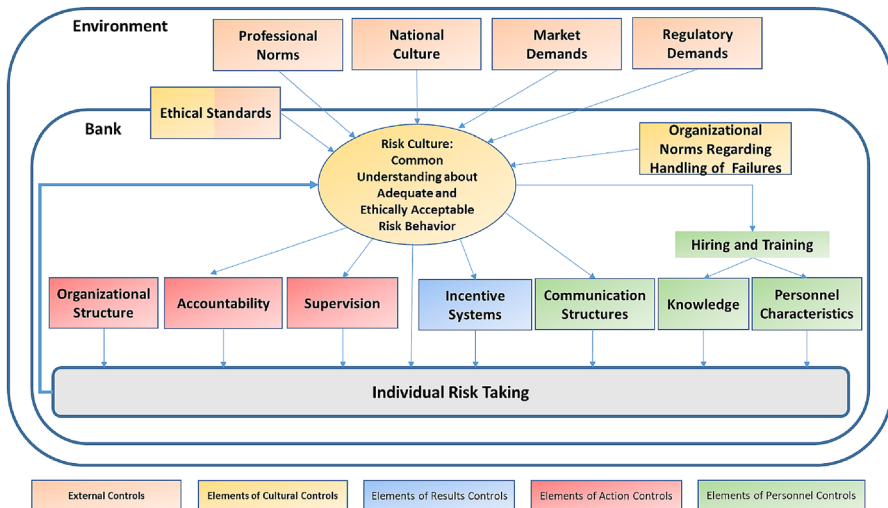 Environment
Professional
Norms
National
Culture
Market
Demands
Regulatory
Demands
Ethical Standards
Bank
Organizational
Norms Regarding
Handling of Failures
Risk Culture:
Common
Understanding about
Adequate and
Ethically Acceptable
Risk Behavior
Hiring and Training
Organizational
Structure
Accountability
Supervision
Incentive
Systems
Communication
Structures
Knowledge
Personnel
Characteristics
Individual Risk Taking
External Controls
Elements of Cultural Controls
Elements of Results Controls
Elements of Action Controls
Elements of Personnel Controls